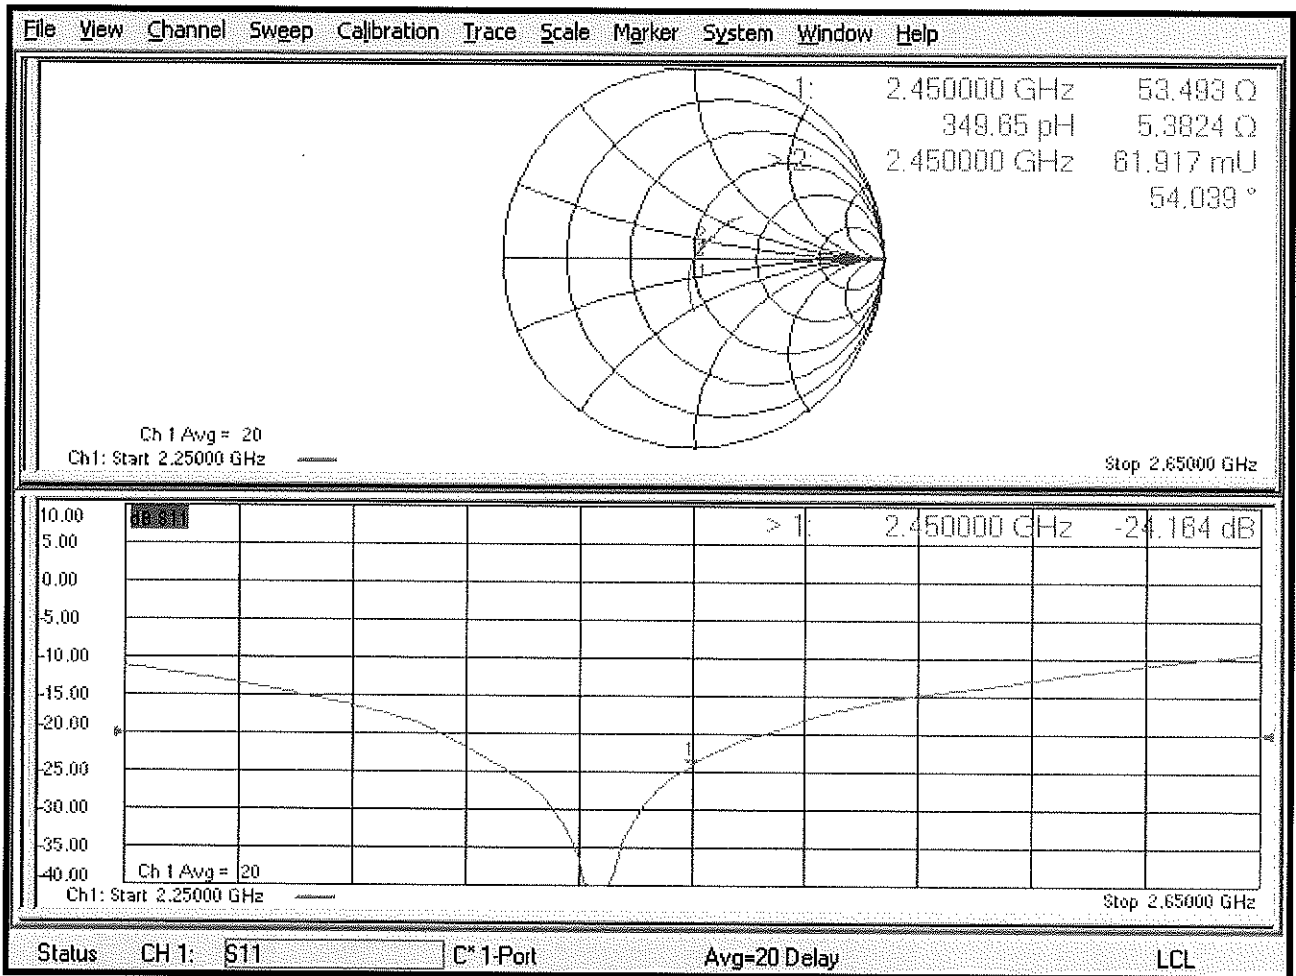 File View Channel Sweep Calibration Trace Scale Marker System Window Help
1: 2.450000 GHz 53.493 Ω
349.65 pH 5.3824 Ω
> 2: 2.450000 GHz 61.917 mU
54.039 °
Ch 1 Avg = 20
Ch1: Start 2.25000 GHz
Stop 2.65000 GHz
10.00 dB S11
> 1: 2.450000 GHz -24.164 dB
5.00
0.00
-5.00
-10.00
-15.00
-20.00
1
-25.00
-30.00
-35.00
-40.00
Ch 1 Avg = 20
Ch1: Start 2.25000 GHz
Stop 2.65000 GHz
Status CH 1: S11 C* 1-Port Avg=20 Delay LCL